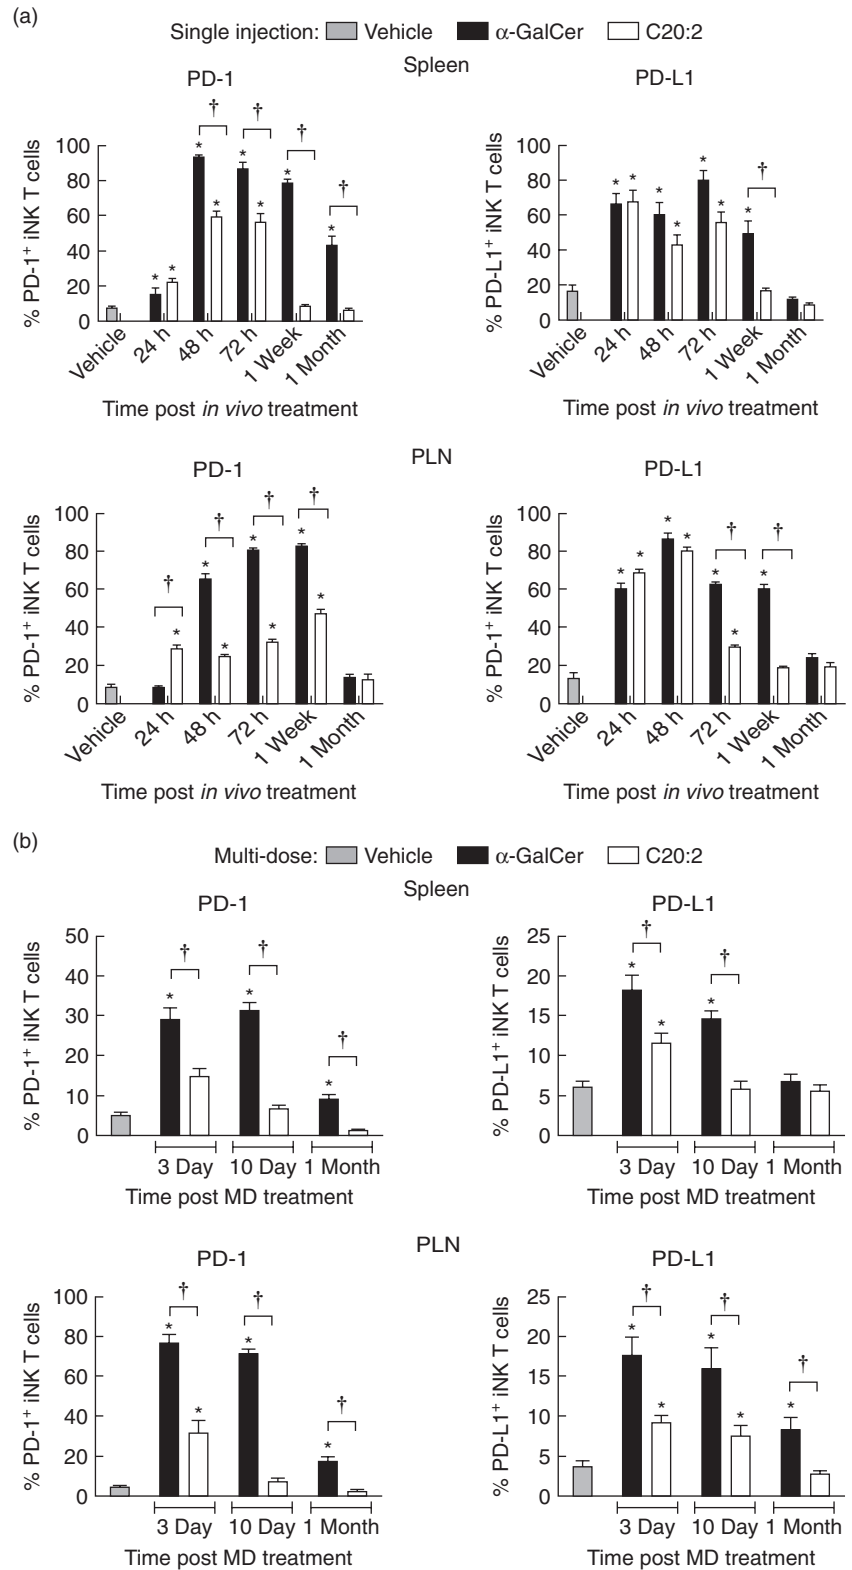 (a)
Single injection: Vehicle α-GalCer C20:2
Spleen
PD-1
% PD-1+ iNK T cells
100
80
60
40
20
0
† † † †
* * * * * * * *
Vehicle 24 h 48 h 72 h 1 Week 1 Month
Time post in vivo treatment
PD-L1
% PD-L1+ iNK T cells
100
80
60
40
20
0
†
* * * * * * *
Vehicle 24 h 48 h 72 h 1 Week 1 Month
Time post in vivo treatment
PLN
PD-1
% PD-1+ iNK T cells
100
80
60
40
20
0
† † † †
* * * * * *
Vehicle 24 h 48 h 72 h 1 Week 1 Month
Time post in vivo treatment
PD-L1
% PD-1+ iNK T cells
100
80
60
40
20
0
† †
* * * * * * *
Vehicle 24 h 48 h 72 h 1 Week 1 Month
Time post in vivo treatment
(b)
Multi-dose: Vehicle α-GalCer C20:2
Spleen
PD-1
% PD-1+ iNK T cells
50
40
30
20
10
0
† † †
* * *
3 Day 10 Day 1 Month
Time post MD treatment
PD-L1
% PD-L1+ iNK T cells
25
20
15
10
5
0
† †
* * *
3 Day 10 Day 1 Month
Time post MD treatment
PLN
PD-1
% PD-1+ iNK T cells
100
80
60
40
20
0
† † †
* * * *
3 Day 10 Day 1 Month
Time post MD treatment
PD-L1
% PD-L1+ iNK T cells
25
20
15
10
5
0
† † †
* * * * *
3 Day 10 Day 1 Month
Time post MD treatment